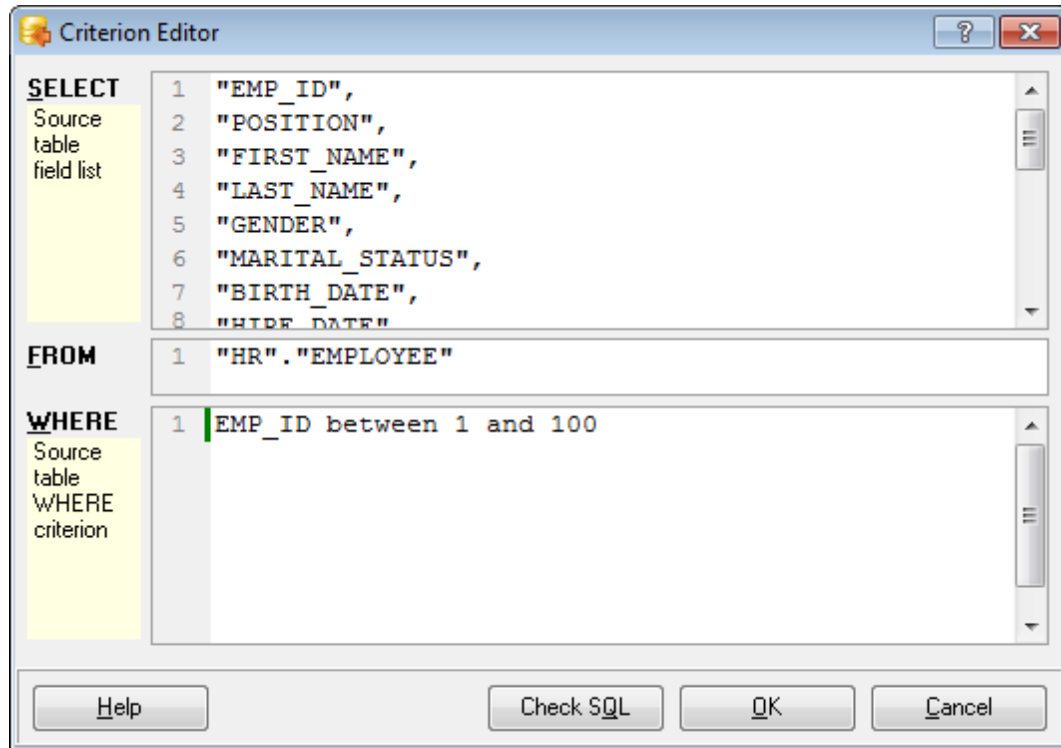 Criterion Editor
SELECT
Source
table
field list
1 "EMP_ID",
2 "POSITION",
3 "FIRST_NAME",
4 "LAST_NAME",
5 "GENDER",
6 "MARITAL_STATUS",
7 "BIRTH_DATE",
8 "HIRE_DATE"
FROM
1 "HR"."EMPLOYEE"
WHERE
Source
table
WHERE
criterion
1 EMP_ID between 1 and 100
Help
Check SQL
OK
Cancel